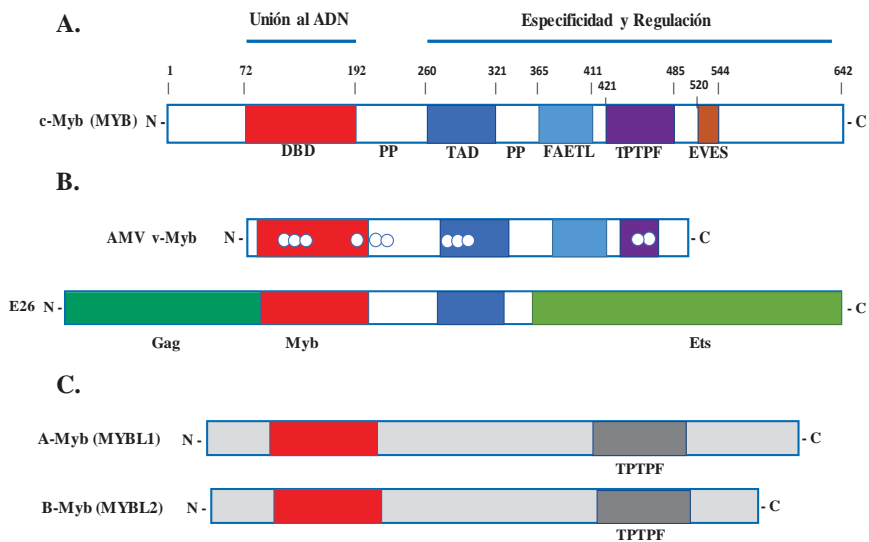 A.
Unión al ADN
Especificidad y Regulación
1 72 192 260 321 365 411 421 485 520 544 642
c-Myb (MYB) N - - C
DBD PP TAD PP FAETL TPTPF EVES
B.
AMV v-Myb N - - C
E26 N - - C
Gag Myb Ets
C.
A-Myb (MYBL1) N - - C
TPTPF
B-Myb (MYBL2) N - - C
TPTPF